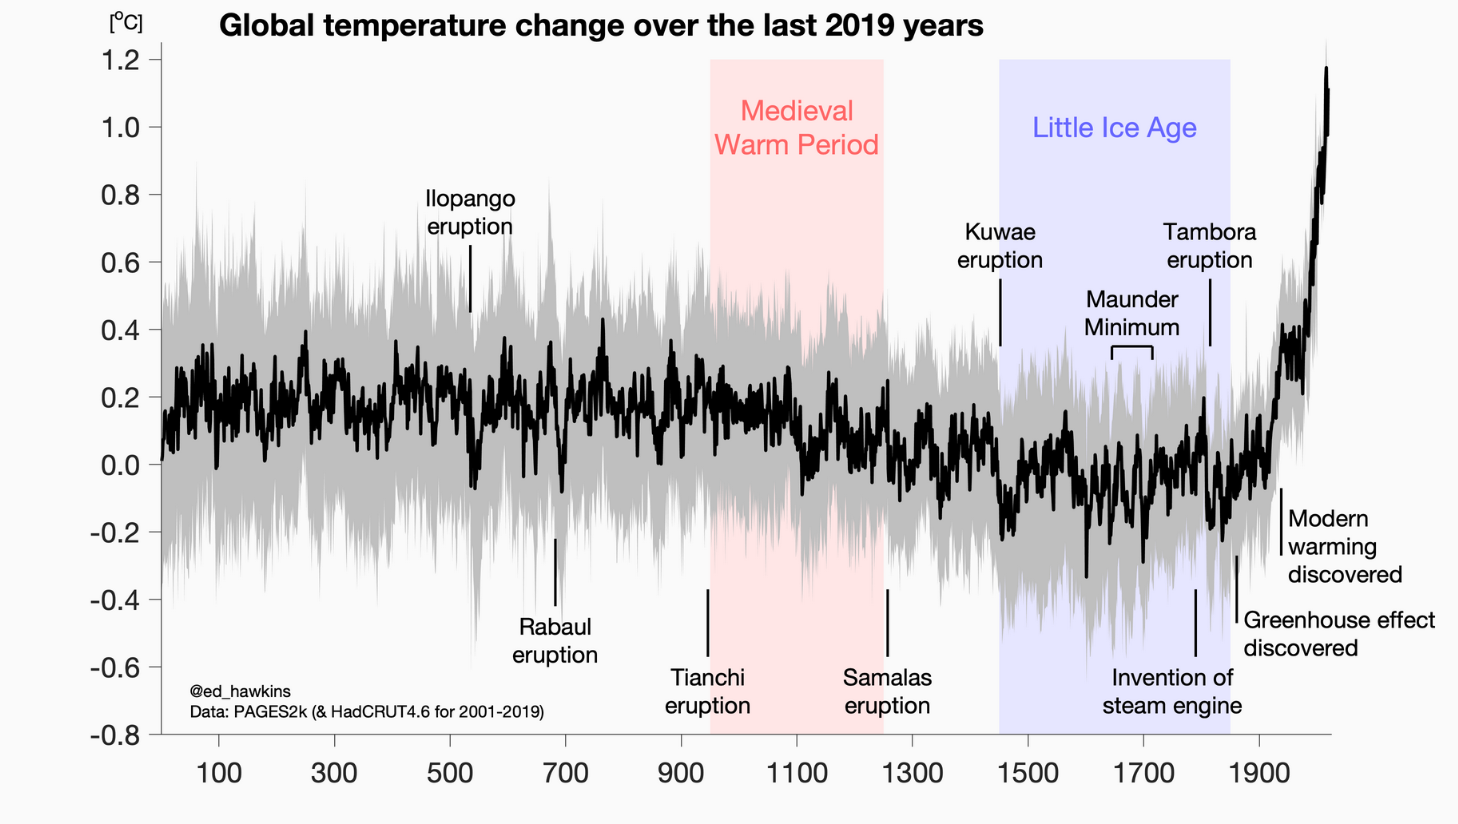 [ºC]
Global temperature change over the last 2019 years
1.2
1.0
0.8
0.6
0.4
0.2
0.0
-0.2
-0.4
-0.6
-0.8
Medieval
Warm Period
Little Ice Age
Ilopango
eruption
Kuwae
eruption
Tambora
eruption
Maunder
Minimum
Modern
warming
discovered
Greenhouse effect
discovered
Rabaul
eruption
Tianchi
eruption
Samalas
eruption
Invention of
steam engine
@ed_hawkins
Data: PAGES2k (& HadCRUT4.6 for 2001-2019)
100 300 500 700 900 1100 1300 1500 1700 1900